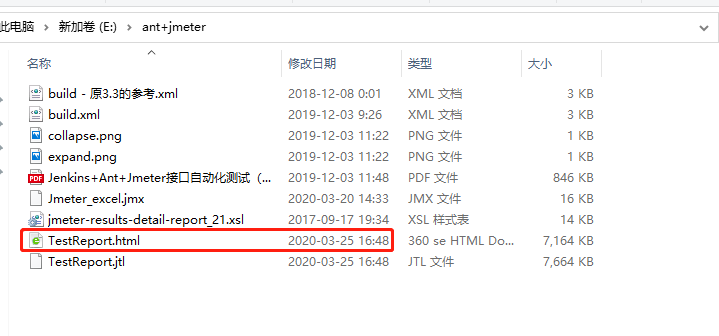 此电脑 > 新加卷 (E:) > ant+jmeter
名称 修改日期 类型 大小
build - 原3.3的参考.xml 2018-12-08 0:01 XML 文档 3 KB
build.xml 2019-12-03 9:26 XML 文档 3 KB
collapse.png 2019-12-03 11:22 PNG 文件 1 KB
expand.png 2019-12-03 11:22 PNG 文件 1 KB
Jenkins+Ant+Jmeter接口自动化测试（... 2019-12-03 11:48 PDF 文件 846 KB
Jmeter_excel.jmx 2020-03-20 14:33 JMX 文件 16 KB
jmeter-results-detail-report_21.xsl 2017-09-17 19:34 XSL 样式表 14 KB
TestReport.html 2020-03-25 16:48 360 se HTML Do... 7,164 KB
TestReport.jtl 2020-03-25 16:48 JTL 文件 7,664 KB